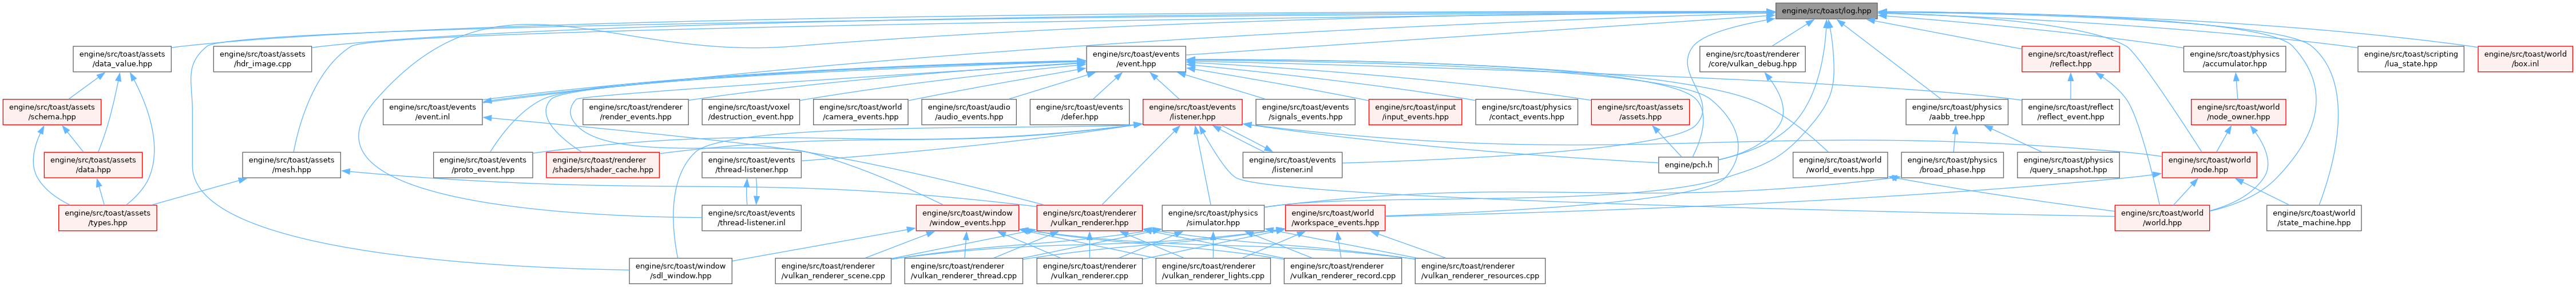 engine/src/toast/log.hpp
engine/src/toast/assets
/data_value.hpp
engine/src/toast/assets
/hdr_image.cpp
engine/src/toast/events
/event.hpp
engine/src/toast/renderer
/core/vulkan_debug.hpp
engine/src/toast/reflect
/reflect.hpp
engine/src/toast/physics
/accumulator.hpp
engine/src/toast/scripting
/lua_state.hpp
engine/src/toast/world
/box.inl
engine/src/toast/assets
/schema.hpp
engine/src/toast/events
/event.inl
engine/src/toast/renderer
/render_events.hpp
engine/src/toast/voxel
/destruction_event.hpp
engine/src/toast/world
/camera_events.hpp
engine/src/toast/audio
/audio_events.hpp
engine/src/toast/events
/defer.hpp
engine/src/toast/events
/listener.hpp
engine/src/toast/events
/signals_events.hpp
engine/src/toast/input
/input_events.hpp
engine/src/toast/physics
/contact_events.hpp
engine/src/toast/assets
/assets.hpp
engine/src/toast/physics
/aabb_tree.hpp
engine/src/toast/reflect
/reflect_event.hpp
engine/src/toast/world
/node_owner.hpp
engine/src/toast/assets
/data.hpp
engine/src/toast/assets
/mesh.hpp
engine/src/toast/events
/proto_event.hpp
engine/src/toast/renderer
/shaders/shader_cache.hpp
engine/src/toast/events
/thread-listener.hpp
engine/src/toast/events
/listener.inl
engine/pch.h
engine/src/toast/world
/world_events.hpp
engine/src/toast/physics
/broad_phase.hpp
engine/src/toast/physics
/query_snapshot.hpp
engine/src/toast/world
/node.hpp
engine/src/toast/assets
/types.hpp
engine/src/toast/events
/thread-listener.inl
engine/src/toast/window
/window_events.hpp
engine/src/toast/renderer
/vulkan_renderer.hpp
engine/src/toast/physics
/simulator.hpp
engine/src/toast/world
/workspace_events.hpp
engine/src/toast/world
/world.hpp
engine/src/toast/world
/state_machine.hpp
engine/src/toast/window
/sdl_window.hpp
engine/src/toast/renderer
/vulkan_renderer_scene.cpp
engine/src/toast/renderer
/vulkan_renderer_thread.cpp
engine/src/toast/renderer
/vulkan_renderer.cpp
engine/src/toast/renderer
/vulkan_renderer_lights.cpp
engine/src/toast/renderer
/vulkan_renderer_record.cpp
engine/src/toast/renderer
/vulkan_renderer_resources.cpp